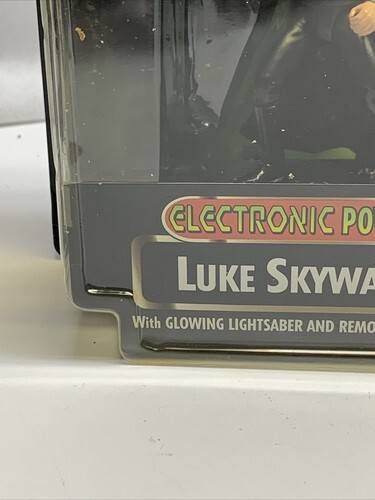 ELECTRONIC PO
LUKE SKYWA
With GLOWING LIGHTSABER AND REMO